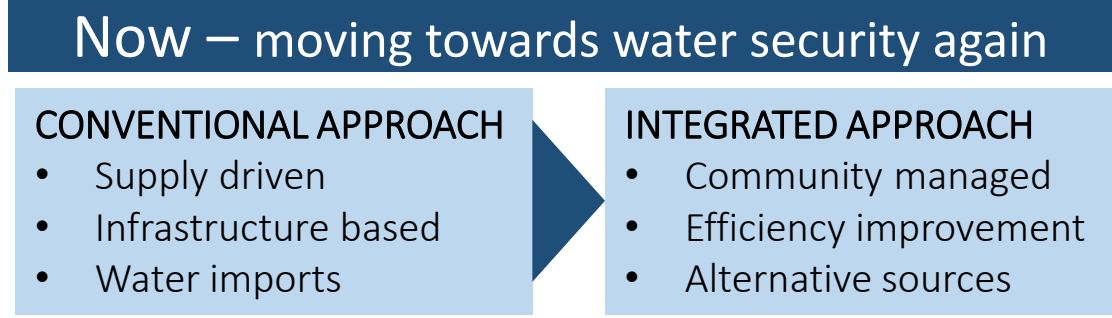 Now – moving towards water security again
CONVENTIONAL APPROACH
• Supply driven
• Infrastructure based
• Water imports
INTEGRATED APPROACH
• Community managed
• Efficiency improvement
• Alternative sources